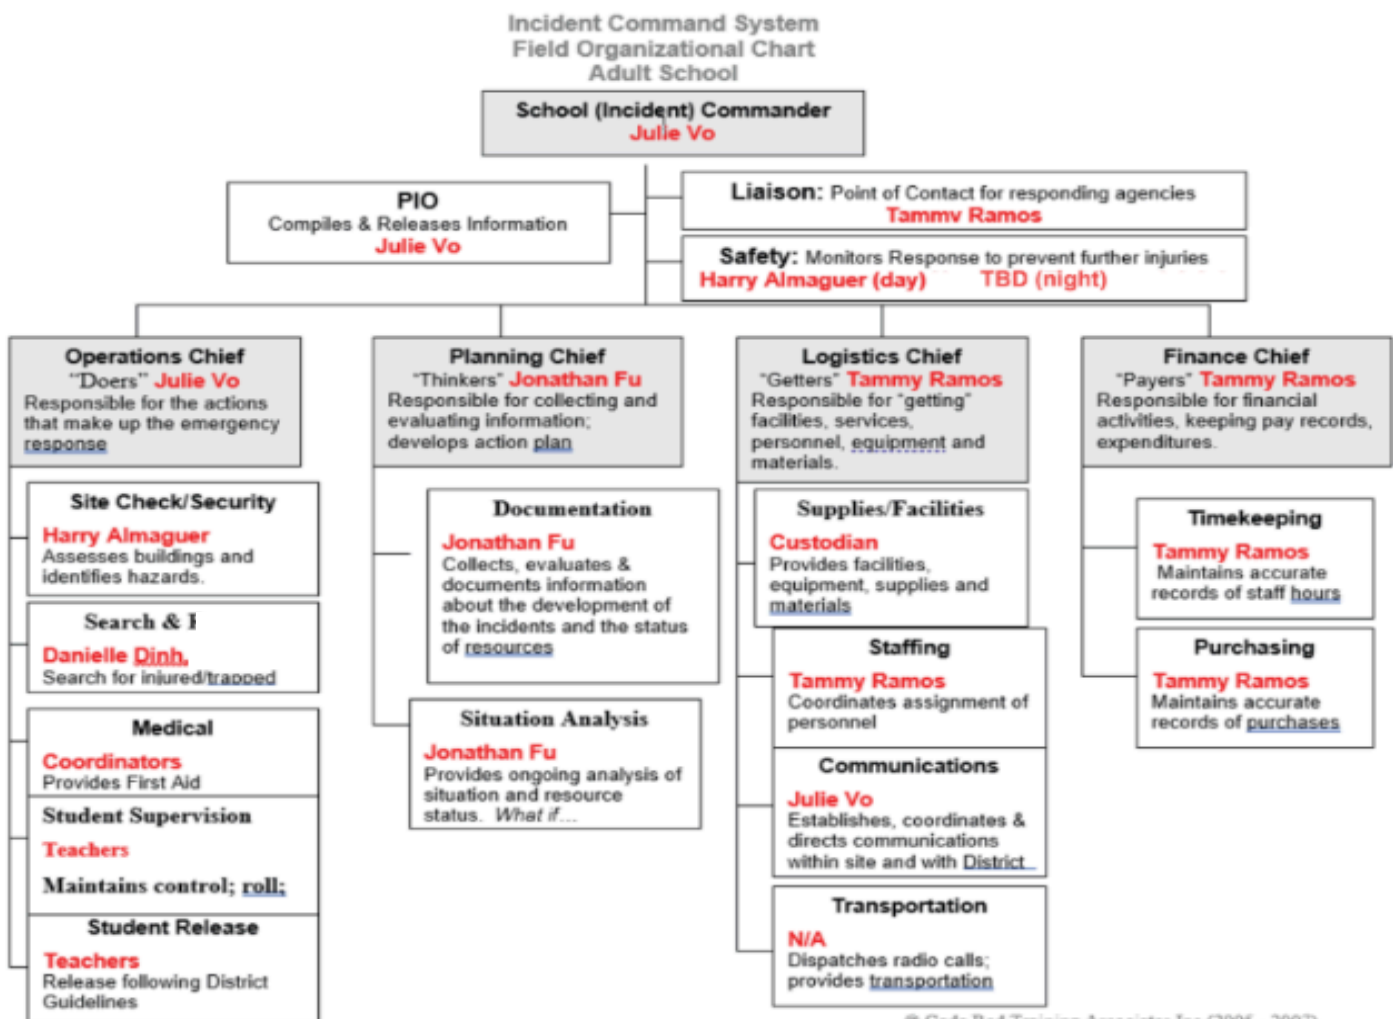 Incident Command System
Field Organizational Chart
Adult School
School (Incident) Commander
Julie Vo
PIO
Compiles & Releases Information
Julie Vo
Liaison: Point of Contact for responding agencies
Tammv Ramos
Safety: Monitors Response to prevent further injuries
Harry Almaguer (day) TBD (night)
Operations Chief
"Doers" Julie Vo
Responsible for the actions
that make up the emergency
response
Site Check/Security
Harry Almaguer
Assesses buildings and
identifies hazards.
Search &
Danielle Dinh,
Search for injured/trapped
Medical
Coordinators
Provides First Aid
Student Supervision
Teachers
Maintains control; roll;
Student Release
Teachers
Release following District
Guidelines
Planning Chief
"Thinkers" Jonathan Fu
Responsible for collecting and
evaluating information;
develops action plan
Documentation
Jonathan Fu
Collects, evaluates &
documents information
about the development of
the incidents and the status
of resources
Situation Analysis
Jonathan Fu
Provides ongoing analysis of
situation and resource
status. What if...
Logistics Chief
"Getters" Tammy Ramos
Responsible for "getting"
facilities, services,
personnel, equipment and
materials.
Supplies/Facilities
Custodian
Provides facilities,
equipment, supplies and
materials
Staffing
Tammy Ramos
Coordinates assignment of
personnel
Communications
Julie Vo
Establishes, coordinates &
directs communications
within site and with District
Transportation
N/A
Dispatches radio calls;
provides transportation
Finance Chief
"Payers" Tammy Ramos
Responsible for financial
activities, keeping pay records,
expenditures.
Timekeeping
Tammy Ramos
Maintains accurate
records of staff hours
Purchasing
Tammy Ramos
Maintains accurate
records of purchases